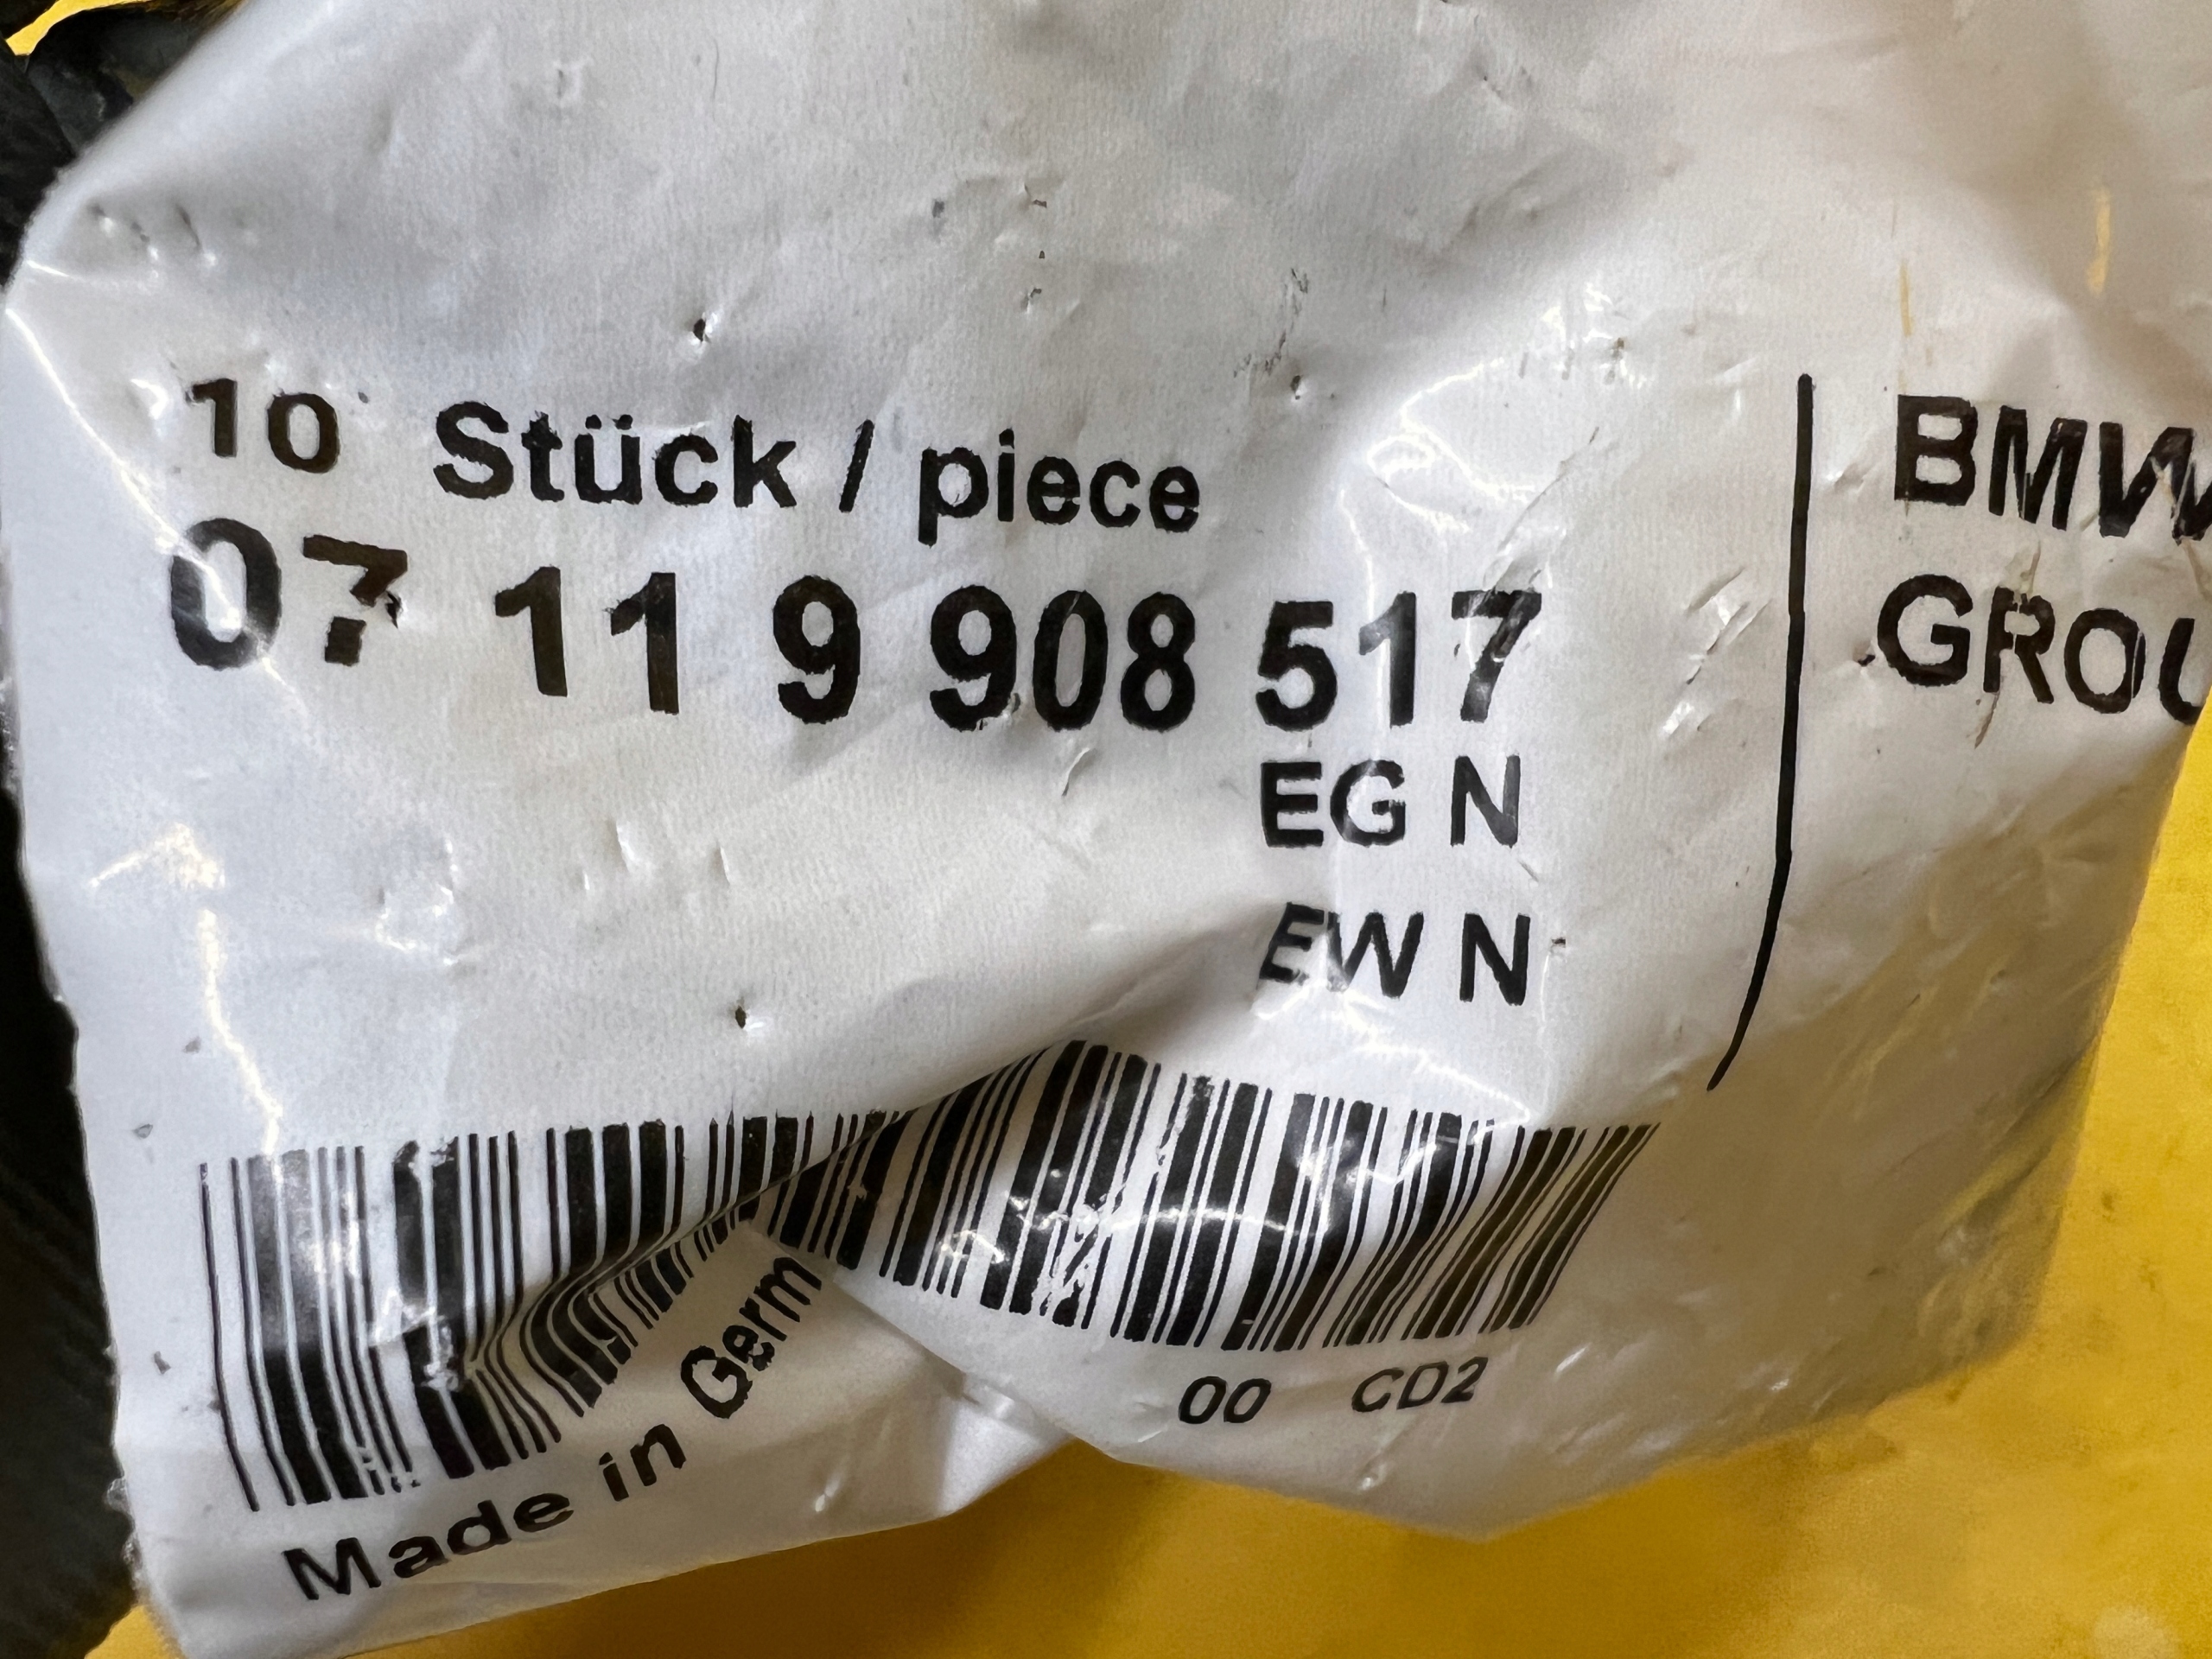 10 Stück / piece
07 11 9 908 517
EG N
EW N
BMW
GROU
00 CD2
Made in Germ